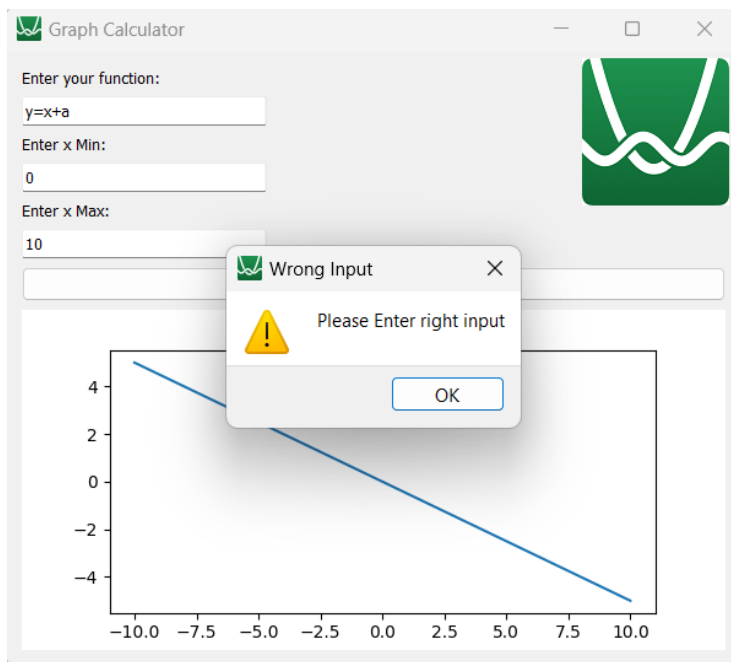 Graph Calculator
Enter your function:
y=x+a
Enter x Min:
0
Enter x Max:
10
Wrong Input
Please Enter right input
OK
4
2
0
−2
−4
−10.0 −7.5 −5.0 −2.5 0.0 2.5 5.0 7.5 10.0